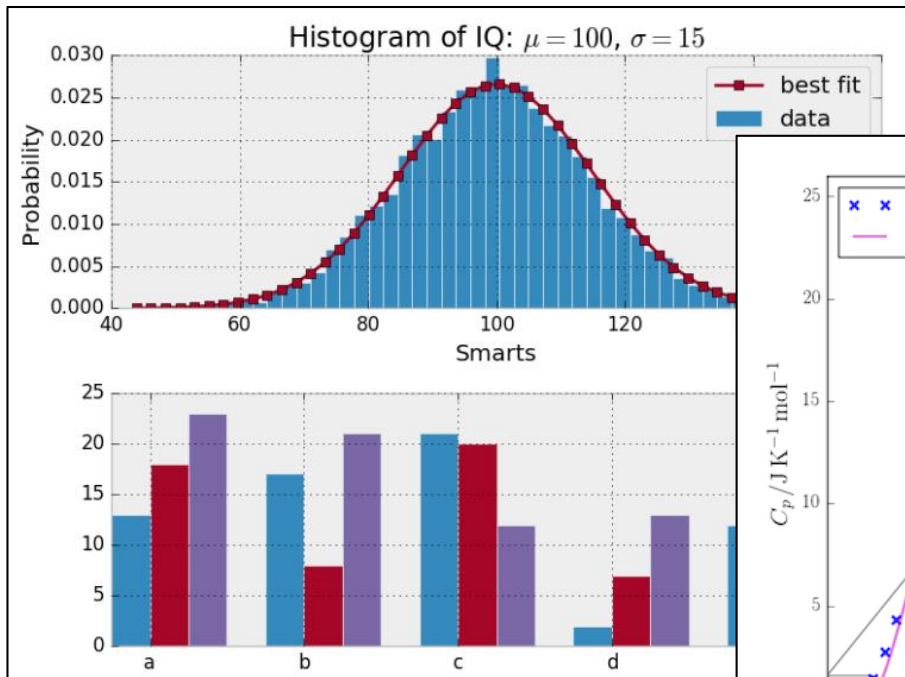 Histogram of IQ: μ = 100, σ = 15
0.030
0.025
0.020
0.015
0.010
0.005
0.000
Probability
best fit
data
40 60 80 100 120
Smarts
25
20
15
10
5
0
a b c d
25
20
15
10
5
C_p / J K⁻¹ mol⁻¹